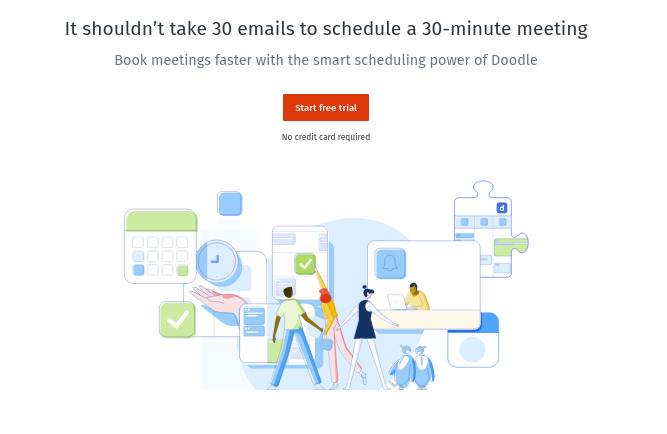 It shouldn’t take 30 emails to schedule a 30-minute meeting
Book meetings faster with the smart scheduling power of Doodle
Start free trial
No credit card required
d